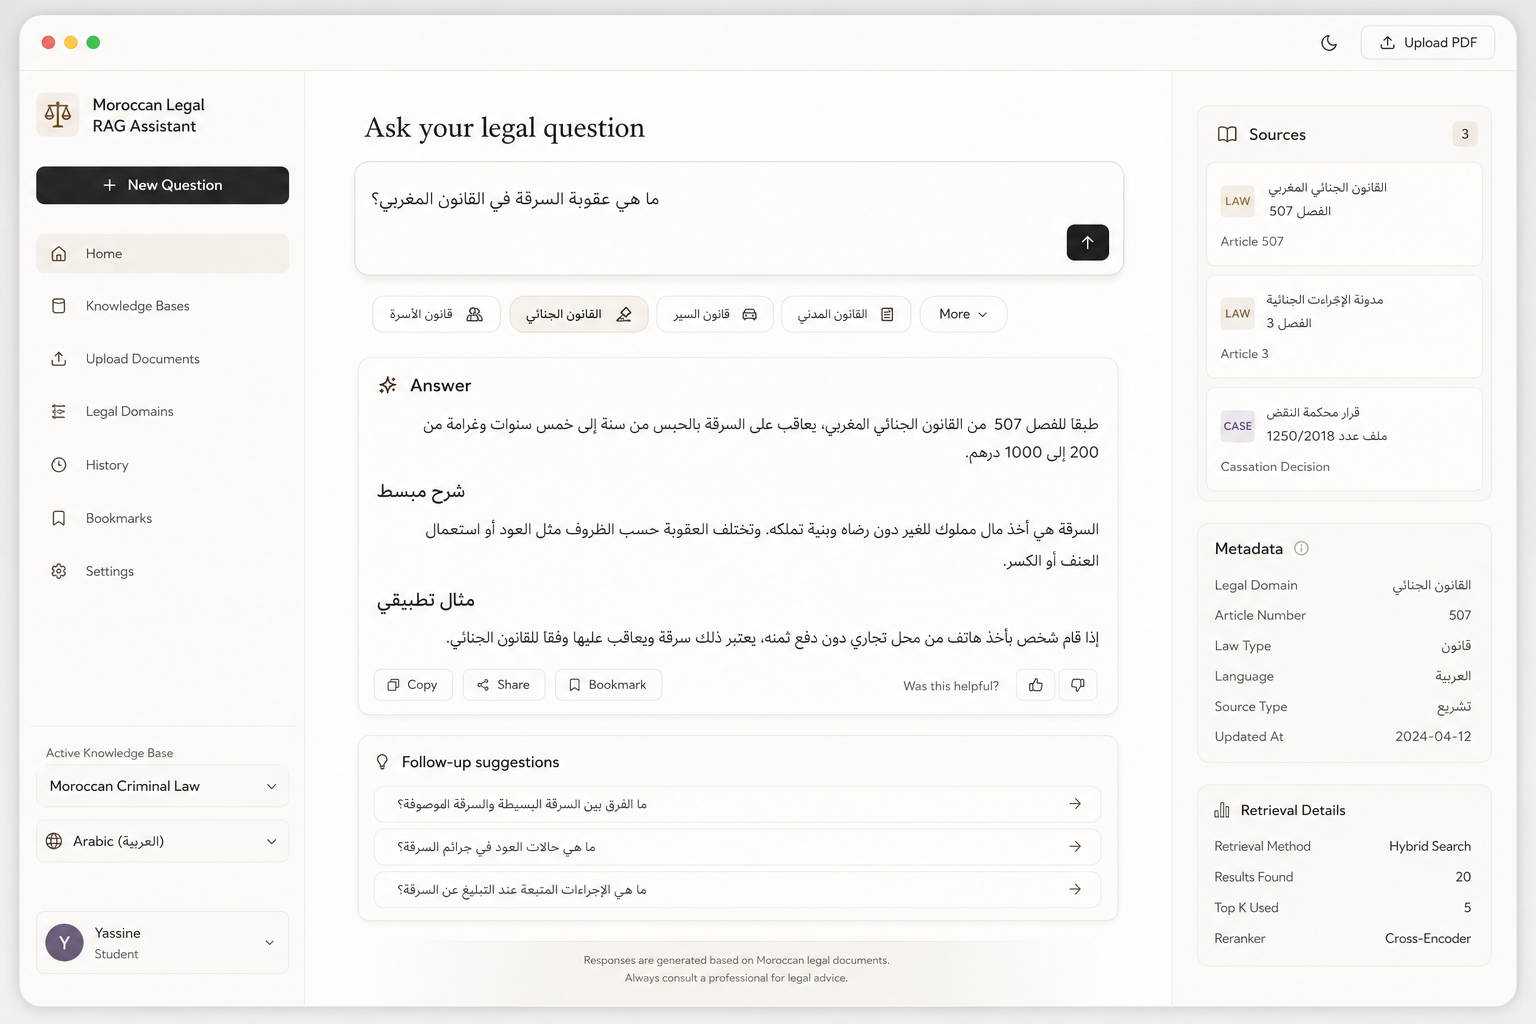 Upload PDF
Moroccan Legal
RAG Assistant
+ New Question
Home
Knowledge Bases
Upload Documents
Legal Domains
History
Bookmarks
Settings
Active Knowledge Base
Moroccan Criminal Law
Arabic (العربية)
Y
Yassine
Student
Ask your legal question
ما هي عقوبة السرقة في القانون المغربي؟
قانون الأسرة
القانون الجنائي
قانون السير
القانون المدني
More
Answer
طبقا للفصل 507 من القانون الجنائي المغربي، يعاقب على السرقة بالحبس من سنة إلى خمس سنوات وغرامة من
200 إلى 1000 درهم.
شرح مبسط
السرقة هي أخذ مال مملوك للغير دون رضاه وبنية تملكه. وتختلف العقوبة حسب الظروف مثل العود أو استعمال
العنف أو الكسر.
مثال تطبيقي
إذا قام شخص بأخذ هاتف من محل تجاري دون دفع ثمنه، يعتبر ذلك سرقة ويعاقب عليها وفقا للقانون الجنائي.
Copy
Share
Bookmark
Was this helpful?
Follow-up suggestions
ما الفرق بين السرقة البسيطة والسرقة الموصوفة؟
ما هي حالات العود في جرائم السرقة؟
ما هي الإجراءات المتبعة عند التبليغ عن السرقة؟
Responses are generated based on Moroccan legal documents.
Always consult a professional for legal advice.
Sources
3
LAW
القانون الجنائي المغربي
الفصل 507
Article 507
LAW
مدونة الإجراءات الجنائية
الفصل 3
Article 3
CASE
قرار محكمة النقض
ملف عدد 1250/2018
Cassation Decision
Metadata
Legal Domain القانون الجنائي
Article Number 507
Law Type قانون
Language العربية
Source Type تشريع
Updated At 2024-04-12
Retrieval Details
Retrieval Method Hybrid Search
Results Found 20
Top K Used 5
Reranker Cross-Encoder